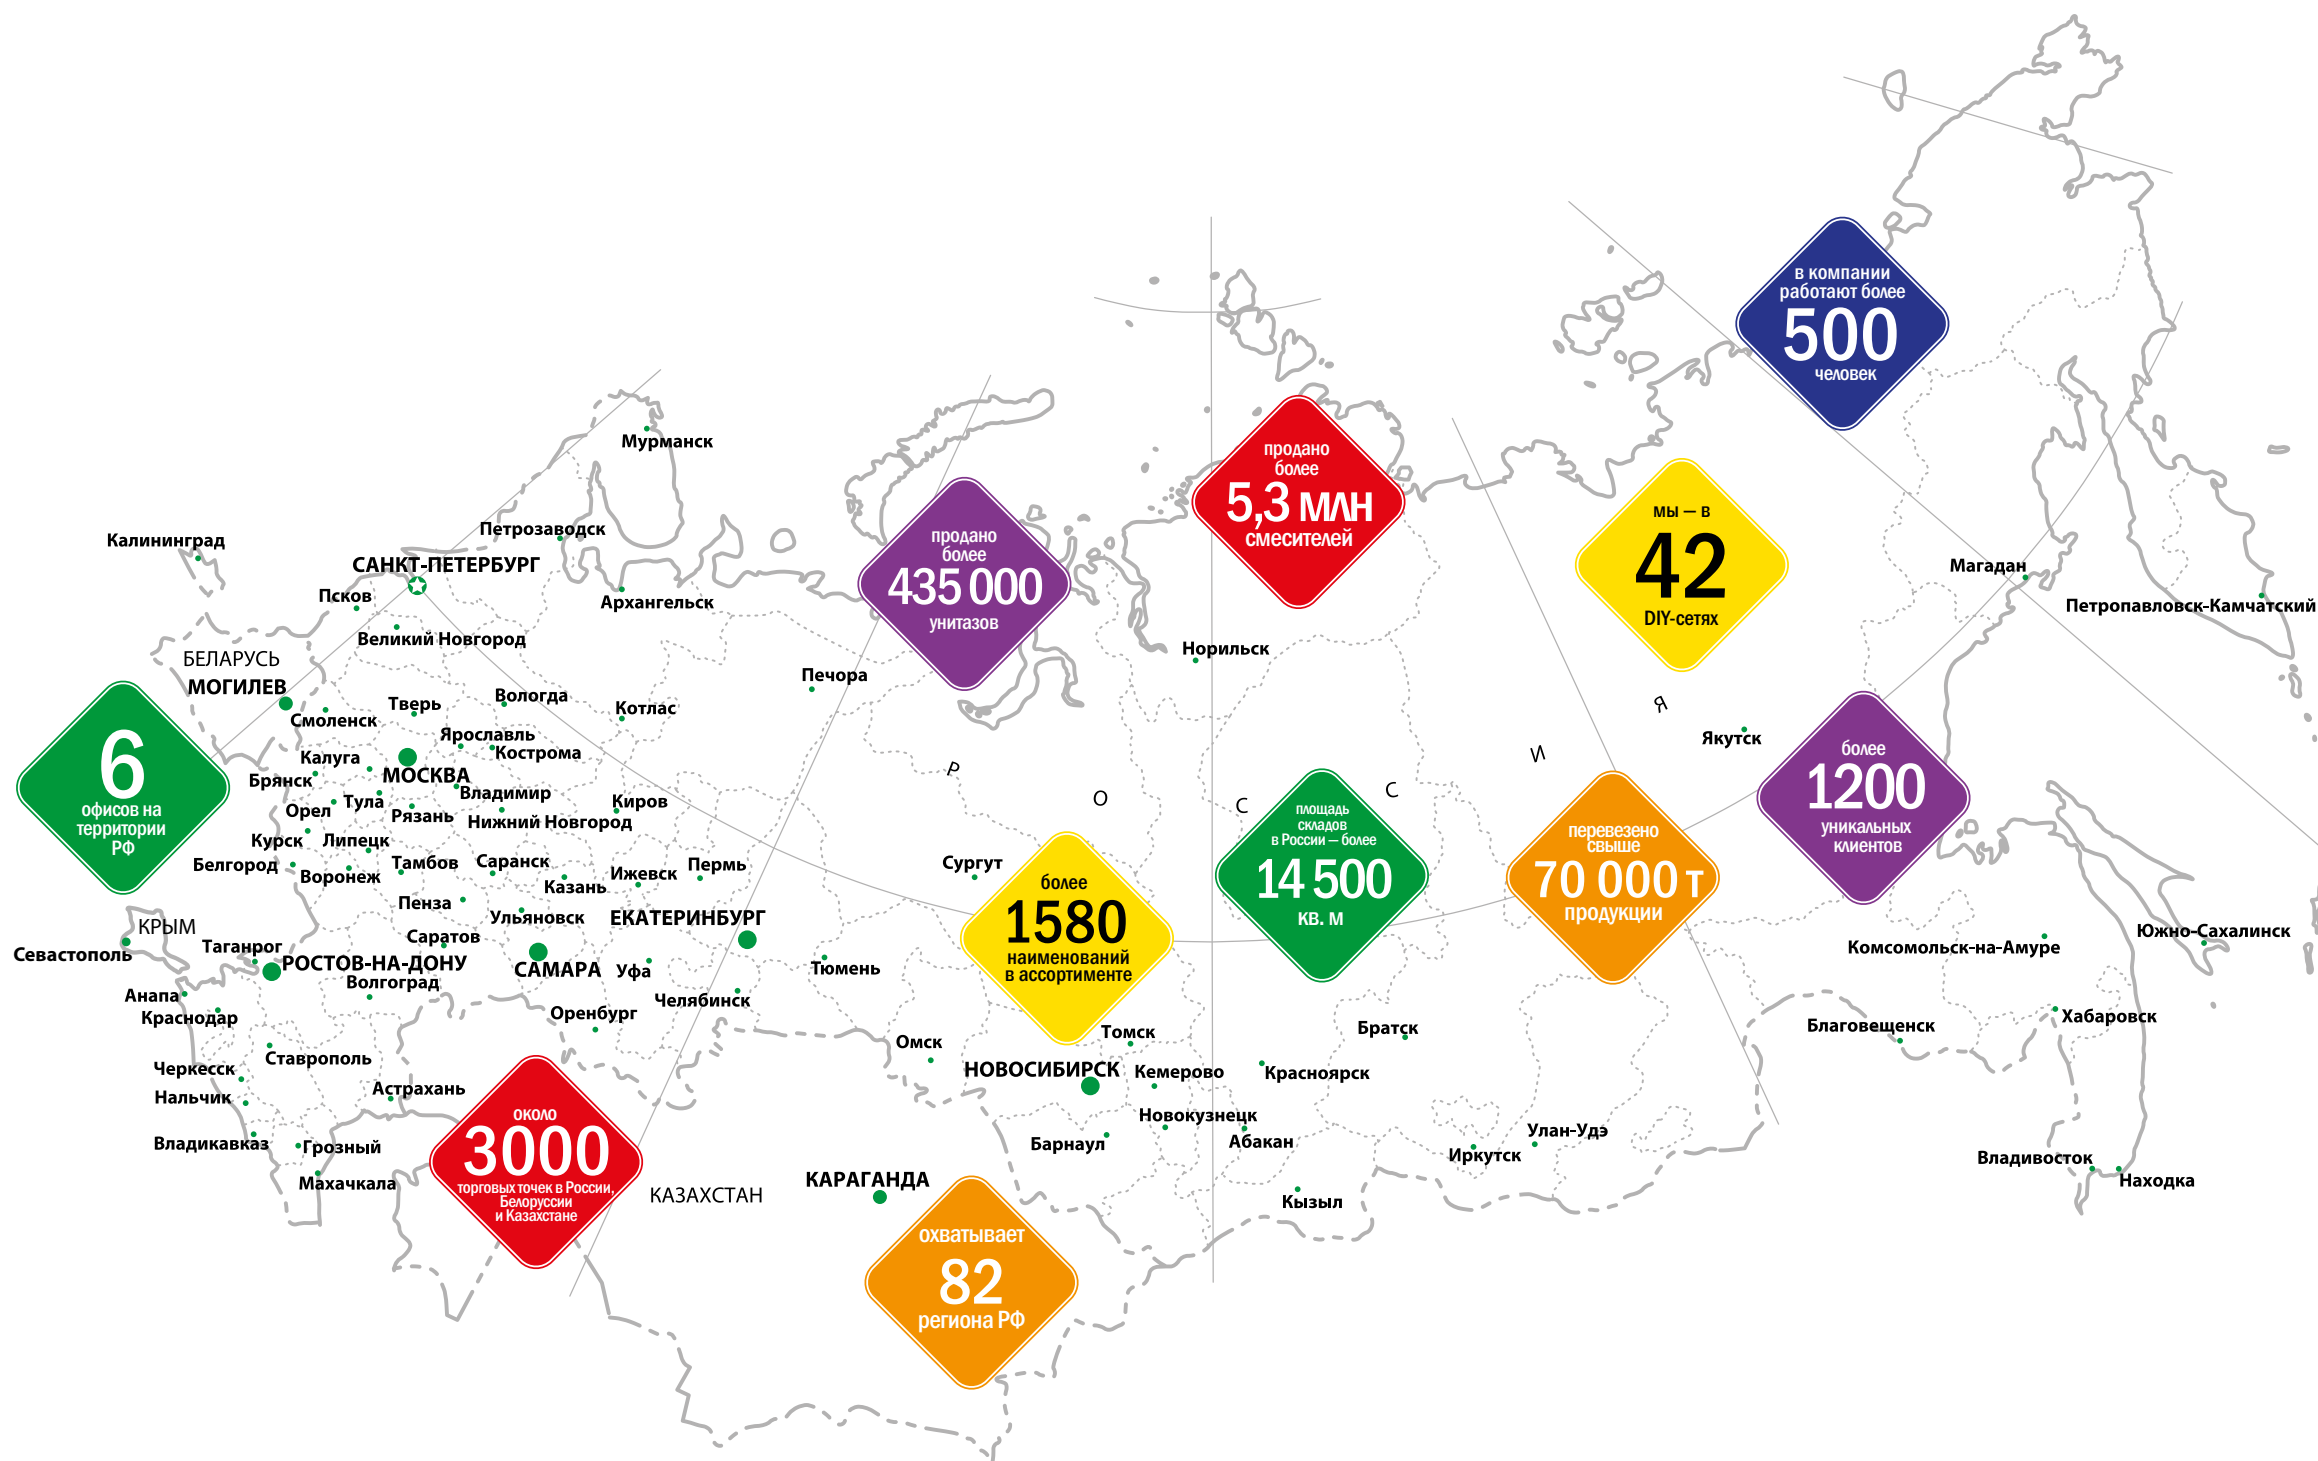 в компании
работают более
500
человек
Мурманск
продано
более
5,3 млн
смесителей
мы — в
42
DIY-сетях
Калининград
Петрозаводск
САНКТ-ПЕТЕРБУРГ
продано
более
435 000
унитазов
Псков
Архангельск
Великий Новгород
Магадан
Петропавловск-Камчатский
БЕЛАРУСЬ
МОГИЛЕВ
Норильск
Печора
Смоленск
Тверь
Вологда
Котлас
Ярославль
Кострома
Якутск
Р
О
С
С
И
Я
6
офисов на
территории
РФ
Калуга
Брянск
МОСКВА
Владимир
Орел
Тула
Рязань
Нижний Новгород
Киров
Курск
Липецк
Белгород
Воронеж
Тамбов
Саранск
Казань
Ижевск
Пермь
Сургут
более
1580
наименований
в ассортименте
площадь
складов
в России — более
14 500
кв. м
перевезено
свыше
70 000 т
продукции
более
1200
уникальных
клиентов
Пенза
Ульяновск
ЕКАТЕРИНБУРГ
КРЫМ
Севастополь
Таганрог
Саратов
РОСТОВ-НА-ДОНУ
Волгоград
САМАРА
Уфа
Тюмень
Челябинск
Оренбург
Анапа
Краснодар
Ставрополь
Черкесск
Нальчик
Астрахань
Владикавказ
Грозный
Махачкала
Комсомольск-на-Амуре
Южно-Сахалинск
Благовещенск
Хабаровск
Омск
Томск
Братск
НОВОСИБИРСК
Кемерово
Красноярск
Новокузнецк
Барнаул
Абакан
Иркутск
Улан-Удэ
Кызыл
Владивосток
Находка
около
3000
торговых точек в России,
Белоруссии
и Казахстане
КАЗАХСТАН
КАРАГАНДА
охватывает
82
региона РФ